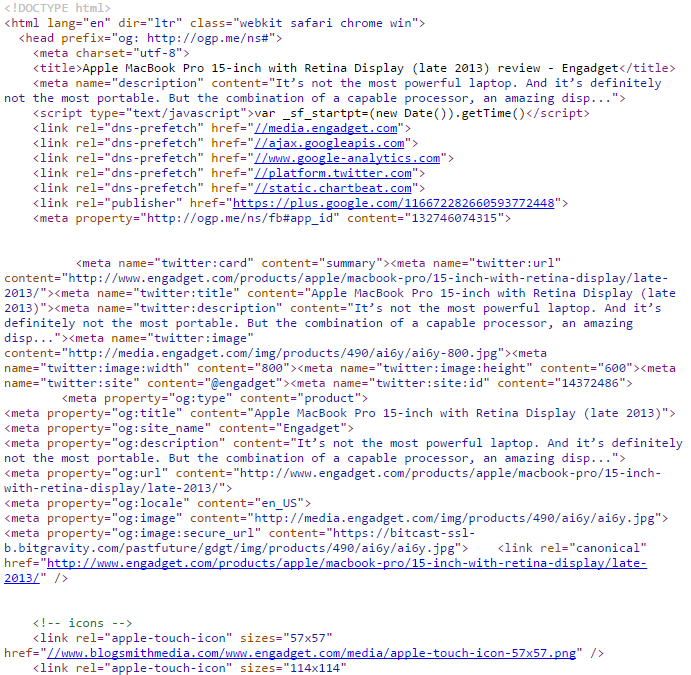 <!DOCTYPE html>
<html lang="en" dir="ltr" class="webkit safari chrome win">
<head prefix="og: http://ogp.me/ns#">
<meta charset="utf-8">
<title>Apple MacBook Pro 15-inch with Retina Display (late 2013) review - Engadget</title>
<meta name="description" content="It’s not the most powerful laptop. And it’s definitely
not the most portable. But the combination of a capable processor, an amazing disp...">
<script type="text/javascript">var _sf_startpt=(new Date()).getTime()</script>
<link rel="dns-prefetch" href="//media.engadget.com">
<link rel="dns-prefetch" href="//ajax.googleapis.com">
<link rel="dns-prefetch" href="//www.google-analytics.com">
<link rel="dns-prefetch" href="//platform.twitter.com">
<link rel="dns-prefetch" href="//static.chartbeat.com">
<link rel="publisher" href="https://plus.google.com/116672282660593772448">
<meta property="http://ogp.me/ns/fb#app_id" content="132746074315">
<meta name="twitter:card" content="summary"><meta name="twitter:url"
content="http://www.engadget.com/products/apple/macbook-pro/15-inch-with-retina-display/late-
2013/"><meta name="twitter:title" content="Apple MacBook Pro 15-inch with Retina Display (late
2013)"><meta name="twitter:description" content="It’s not the most powerful laptop. And it’s
definitely not the most portable. But the combination of a capable processor, an amazing
disp..."><meta name="twitter:image"
content="http://media.engadget.com/img/products/490/ai6y/ai6y-800.jpg"><meta
name="twitter:image:width" content="800"><meta name="twitter:image:height" content="600"><meta
name="twitter:site" content="@engadget"><meta name="twitter:site:id" content="14372486">
<meta property="og:type" content="product">
<meta property="og:title" content="Apple MacBook Pro 15-inch with Retina Display (late 2013)">
<meta property="og:site_name" content="Engadget">
<meta property="og:description" content="It’s not the most powerful laptop. And it’s definitely
not the most portable. But the combination of a capable processor, an amazing disp...">
<meta property="og:url" content="http://www.engadget.com/products/apple/macbook-pro/15-inch-
with-retina-display/late-2013/">
<meta property="og:locale" content="en_US">
<meta property="og:image" content="http://media.engadget.com/img/products/490/ai6y/ai6y.jpg">
<meta property="og:image:secure_url" content="https://bitcast-ssl-
b.bitgravity.com/pastfuture/gdgt/img/products/490/ai6y/ai6y.jpg"> <link rel="canonical"
href="http://www.engadget.com/products/apple/macbook-pro/15-inch-with-retina-display/late-
2013/" />
<!-- icons -->
<link rel="apple-touch-icon" sizes="57x57"
href="//www.blogsmithmedia.com/www.engadget.com/media/apple-touch-icon-57x57.png" />
<link rel="apple-touch-icon" sizes="114x114"